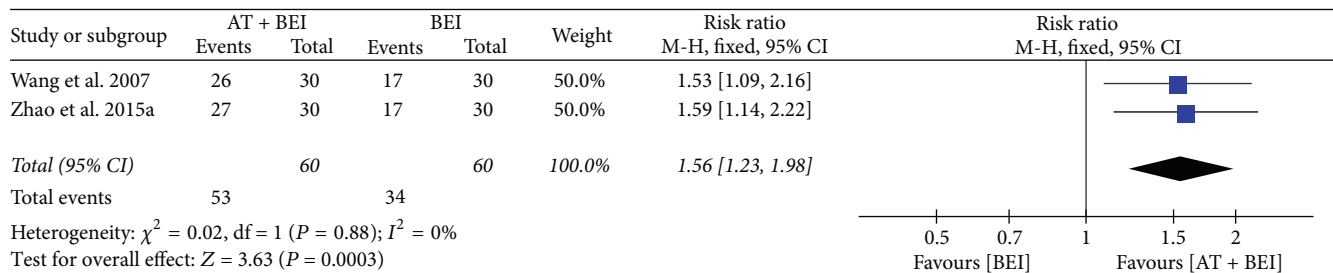 Study or subgroup AT + BEI BEI Weight Risk ratio Risk ratio
Events Total Events Total M-H, fixed, 95% CI M-H, fixed, 95% CI
Wang et al. 2007 26 30 17 30 50.0% 1.53 [1.09, 2.16]
Zhao et al. 2015a 27 30 17 30 50.0% 1.59 [1.14, 2.22]
Total (95% CI) 60 60 100.0% 1.56 [1.23, 1.98]
Total events 53 34
Heterogeneity: χ² = 0.02, df = 1 (P = 0.88); I² = 0%
Test for overall effect: Z = 3.63 (P = 0.0003)
0.5 0.7 1 1.5 2
Favours [BEI] Favours [AT + BEI]